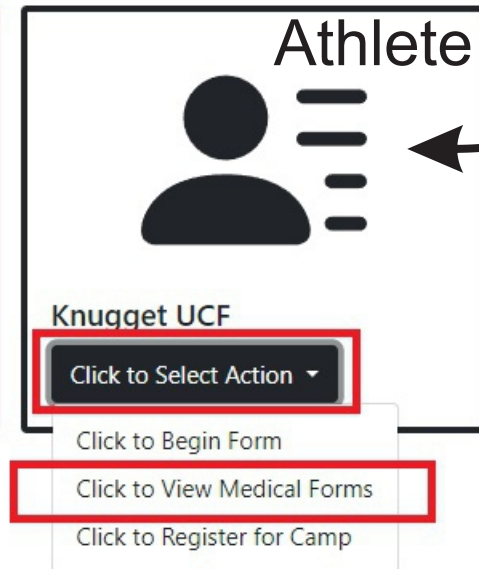 Athlete
Knugget UCF
Click to Select Action
Click to Begin Form
Click to View Medical Forms
Click to Register for Camp